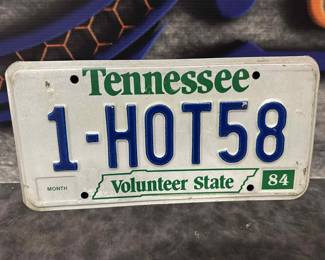 Tennessee
1-HOT58
MONTH Volunteer State 84